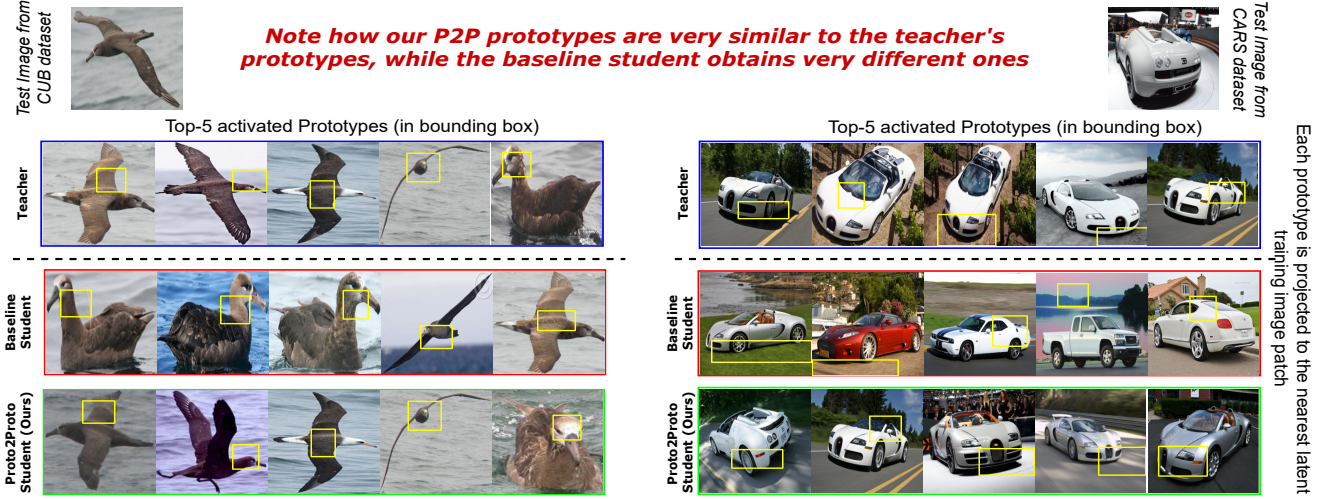 Test Image from
CUB dataset
Note how our P2P prototypes are very similar to the teacher's
prototypes, while the baseline student obtains very different ones
Test Image from
CARS dataset
Top-5 activated Prototypes (in bounding box)
Top-5 activated Prototypes (in bounding box)
Teacher
Teacher
Baseline
Student
Baseline
Student
Proto2Proto
Student (Ours)
Proto2Proto
Student (Ours)
Each prototype is projected to the nearest latent
training image patch